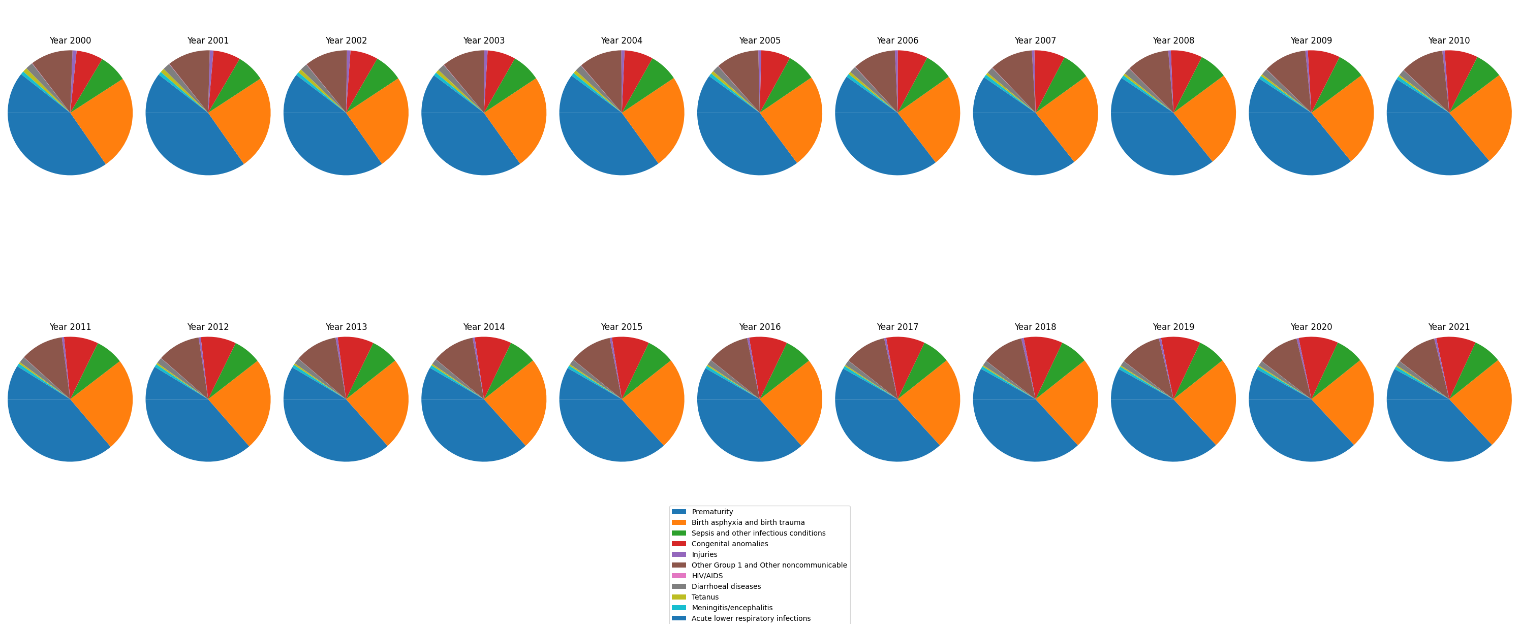 Year 2000
Year 2001
Year 2002
Year 2003
Year 2004
Year 2005
Year 2006
Year 2007
Year 2008
Year 2009
Year 2010
Year 2011
Year 2012
Year 2013
Year 2014
Year 2015
Year 2016
Year 2017
Year 2018
Year 2019
Year 2020
Year 2021
Prematurity
Birth asphyxia and birth trauma
Sepsis and other infectious conditions
Congenital anomalies
Injuries
Other Group 1 and Other noncommunicable
HIV/AIDS
Diarrhoeal diseases
Tetanus
Meningitis/encephalitis
Acute lower respiratory infections